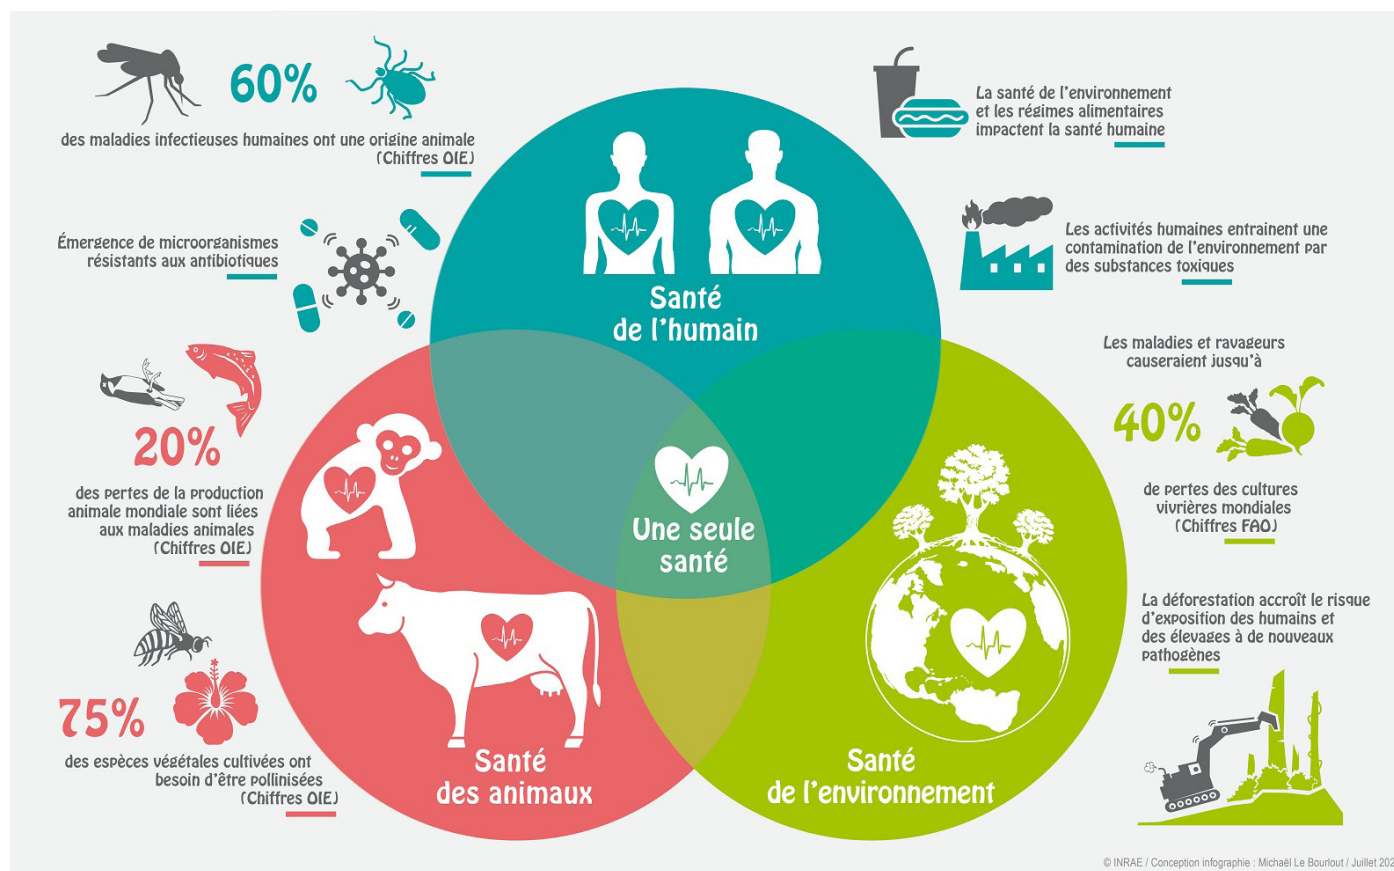 60%
des maladies infectieuses humaines ont une origine animale
(Chiffres OIE)
Émergence de microorganismes
résistants aux antibiotiques
20%
des pertes de la production
animale mondiale sont liées
aux maladies animales
(Chiffres OIE)
75%
des espèces végétales cultivées ont
besoin d'être pollinisées
(Chiffres OIE)
Santé
de l'humain
Une seule
santé
Santé
des animaux
Santé
de l'environnement
La santé de l'environnement
et les régimes alimentaires
impactent la santé humaine
Les activités humaines entrainent une
contamination de l'environnement par
des substances toxiques
Les maladies et ravageurs
causeraient jusqu'à
40%
de pertes des cultures
vivrières mondiales
(Chiffres FAO)
La déforestation accroît le risque
d'exposition des humains et
des élevages à de nouveaux
pathogènes
© INRAE / Conception infographie : Michaël Le Bourlout / Juillet 202